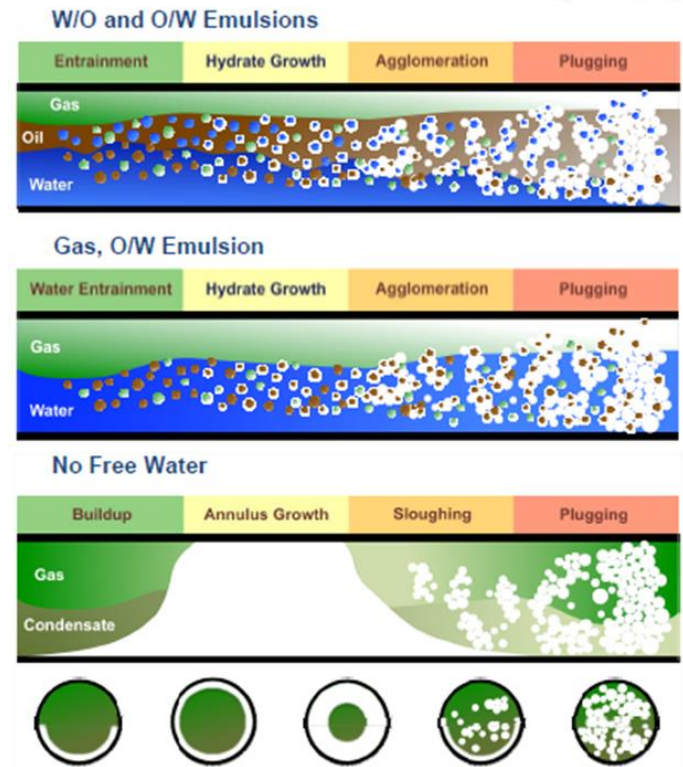 W/O and O/W Emulsions
Entrainment Hydrate Growth Agglomeration Plugging
Gas
Oil
Water
Gas, O/W Emulsion
Water Entrainment Hydrate Growth Agglomeration Plugging
Gas
Water
No Free Water
Buildup Annulus Growth Sloughing Plugging
Gas
Condensate